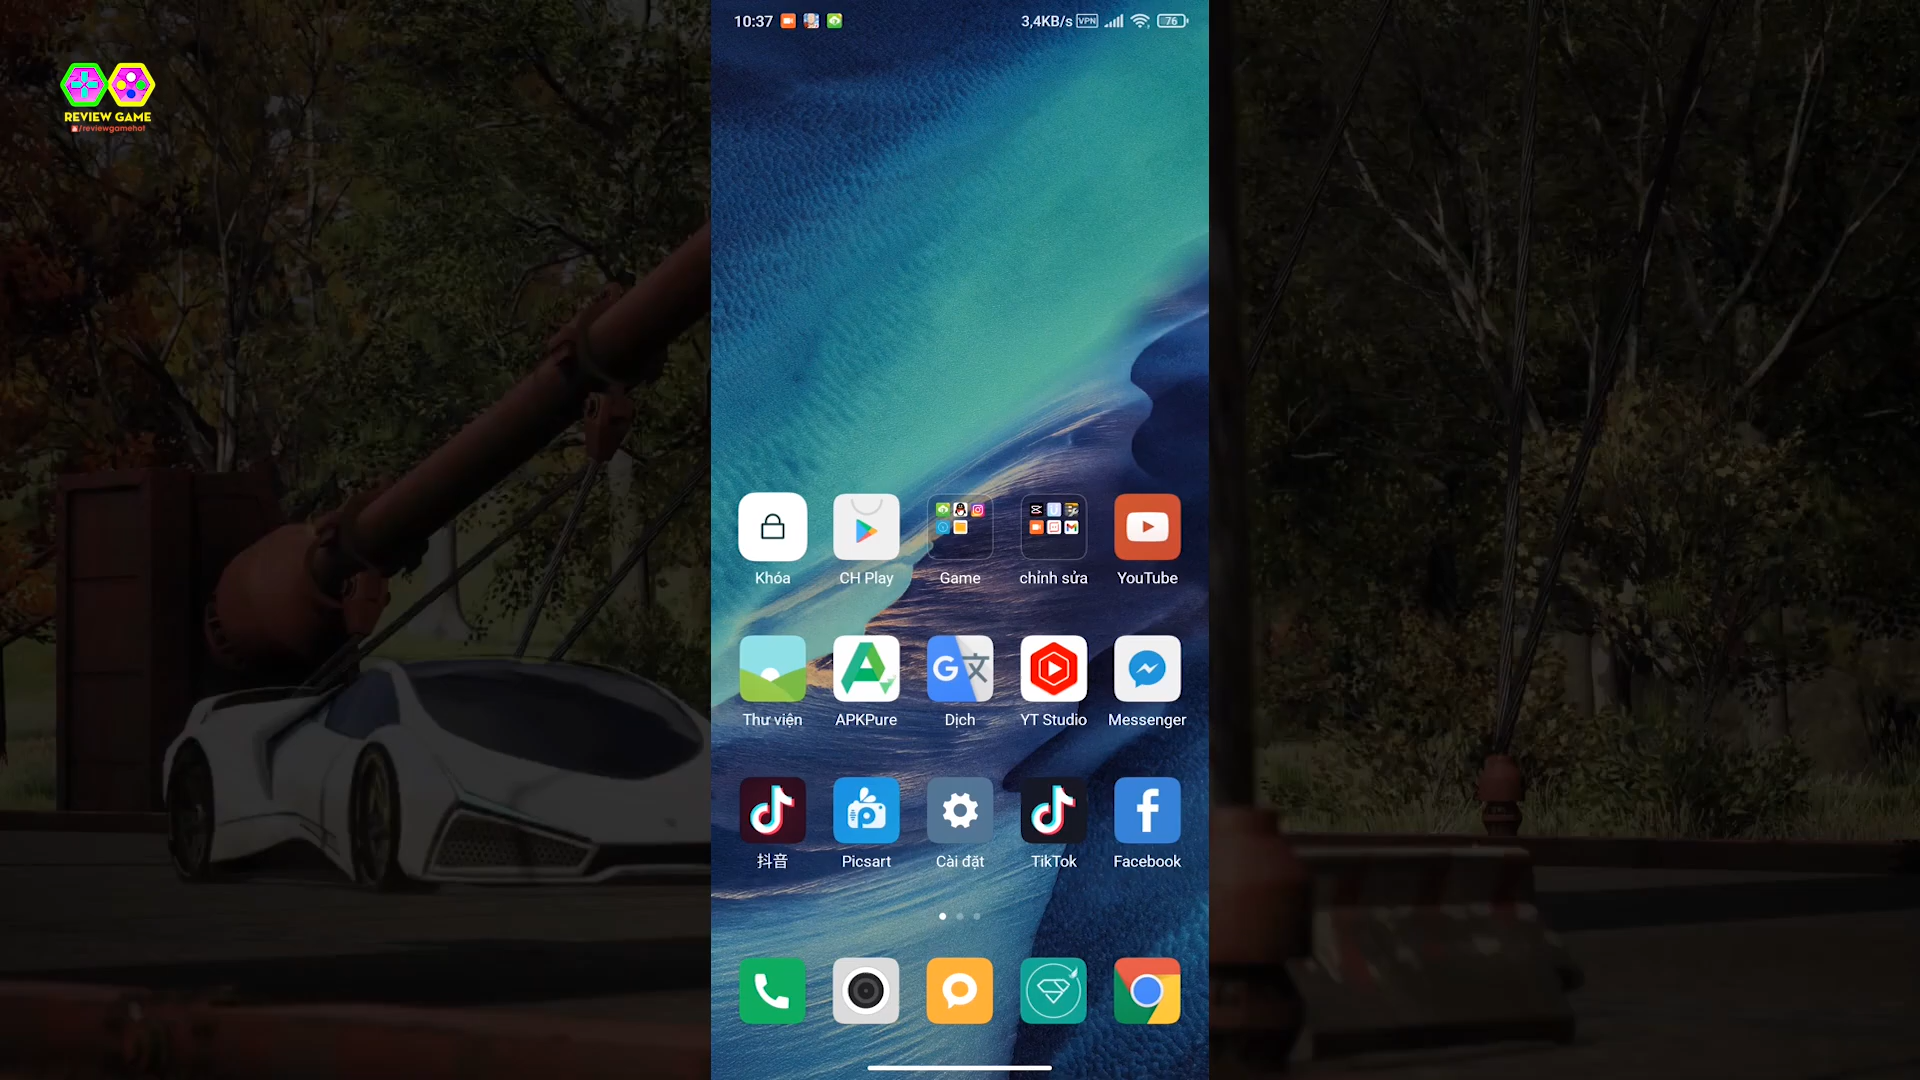 10:37
3,4KB/s VPN 76
REVIEW GAME
/reviewgamehot
Khóa CH Play Game chỉnh sửa YouTube
Thư viện APKPure Dịch YT Studio Messenger
抖音 Picsart Cài đặt TikTok Facebook